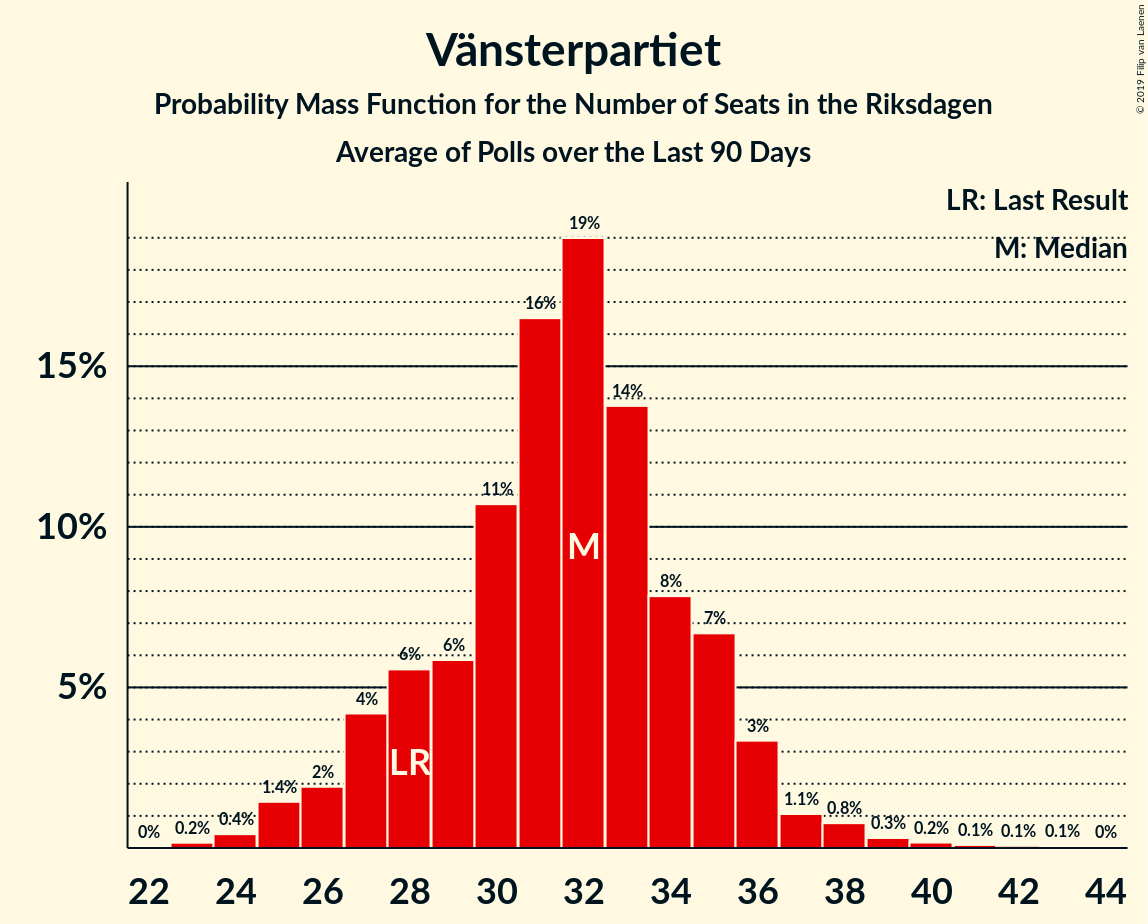 Vänsterpartiet
Probability Mass Function for the Number of Seats in the Riksdagen
Average of Polls over the Last 90 Days
© 2019 Filip van Laenen
LR: Last Result
M: Median
15%
10%
5%
0%
0.2%
0.4%
1.4%
2%
4%
6%
6%
11%
16%
19%
14%
8%
7%
3%
1.1%
0.8%
0.3%
0.2%
0.1%
0.1%
0.1%
0%
LR
M
22 24 26 28 30 32 34 36 38 40 42 44